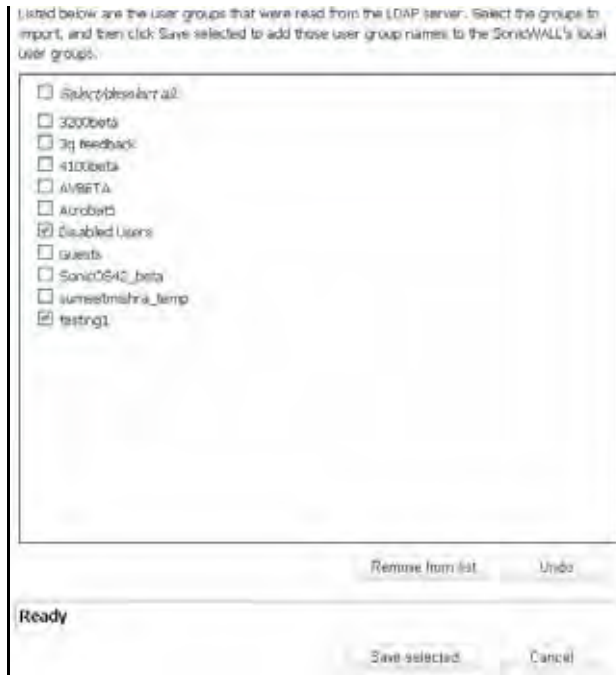 Listed below are the user groups that were read from the LDAP server. Select the groups to
import, and then click Save selected to add those user group names to the SonicWALL's local
user groups.
Select/deselect all
3200beta
3g feedback
4100beta
AVBETA
Acrobat5
Disabled Users
Guests
SonicOS42_beta
sumeetmishra_temp
testing1
Remove from list
Undo
Ready
Save selected
Cancel